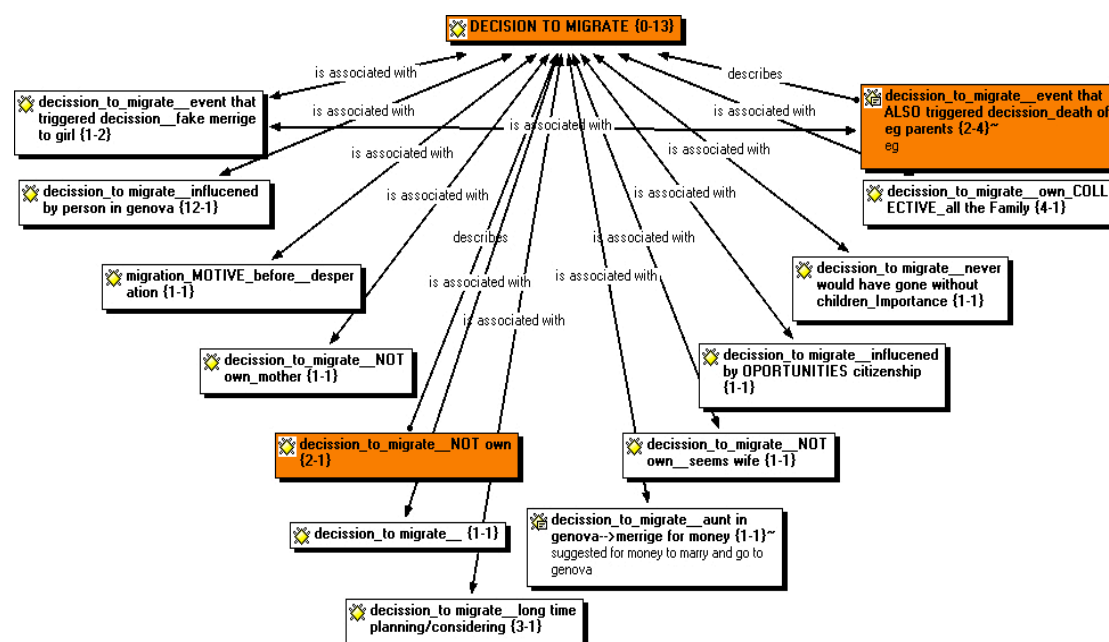 DECISION TO MIGRATE {0-13}
is associated with
describes
decission_to_migrate__event that
triggered decission__fake merrige
to girl {1-2}
decission_to_migrate__event that
ALSO triggered decission_death of
eg parents {2-4}~
eg
is associated with
is associated with
is associated with
is associated with
decission_to migrate__influcened
by person in genova {12-1}
decission_to_migrate__own_COLL
ECTIVE_all the Family {4-1}
is associated with
is associated with
describes
is associated with
migration_MOTIVE_before__desper
ation {1-1}
decission_to migrate__never
would have gone without
children_Importance {1-1}
is associated with
is associated with
is associated with
decission_to_migrate__NOT
own_mother {1-1}
decission_to migrate__influcened
by OPORTUNITIES citizenship
{1-1}
decission_to_migrate__NOT own
{2-1}
decission_to_migrate__NOT
own__seems wife {1-1}
decission_to migrate__ {1-1}
decission_to_migrate__aunt in
genova-->merrige for money {1-1}~
suggested for money to marry and go to
genova
decission_to migrate__long time
planning/considering {3-1}